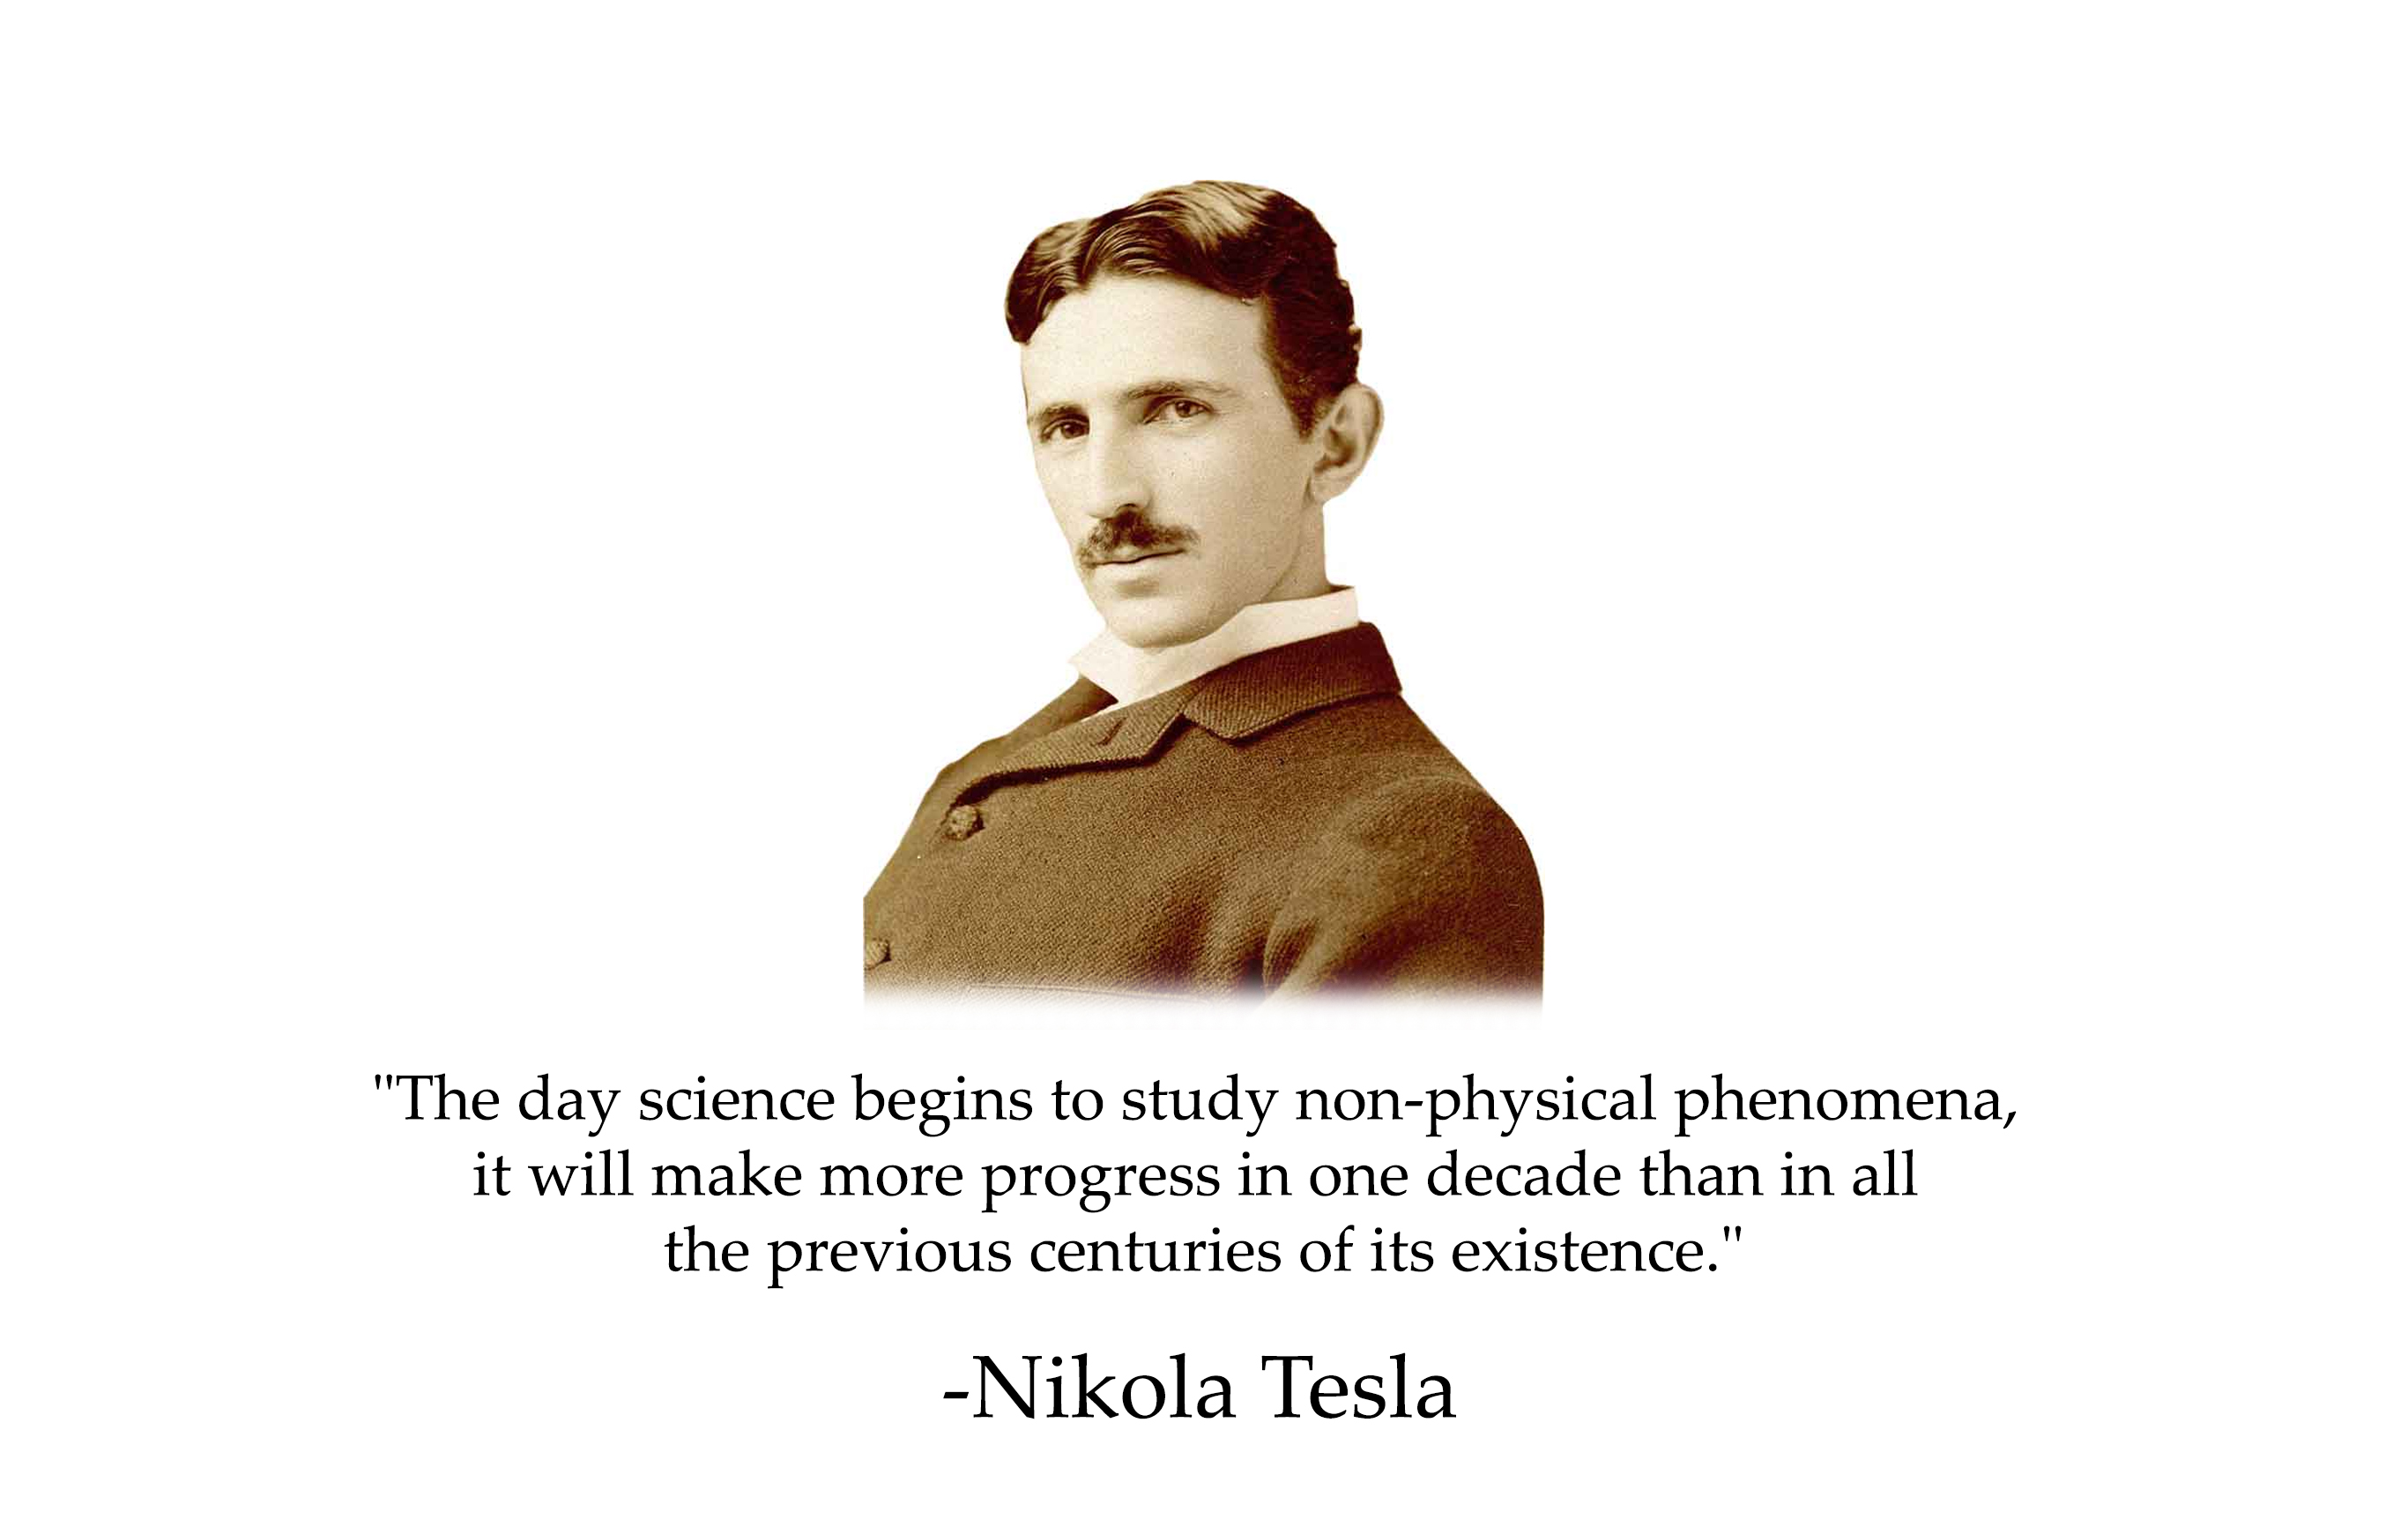 "The day science begins to study non-physical phenomena,
it will make more progress in one decade than in all
the previous centuries of its existence."
-Nikola Tesla